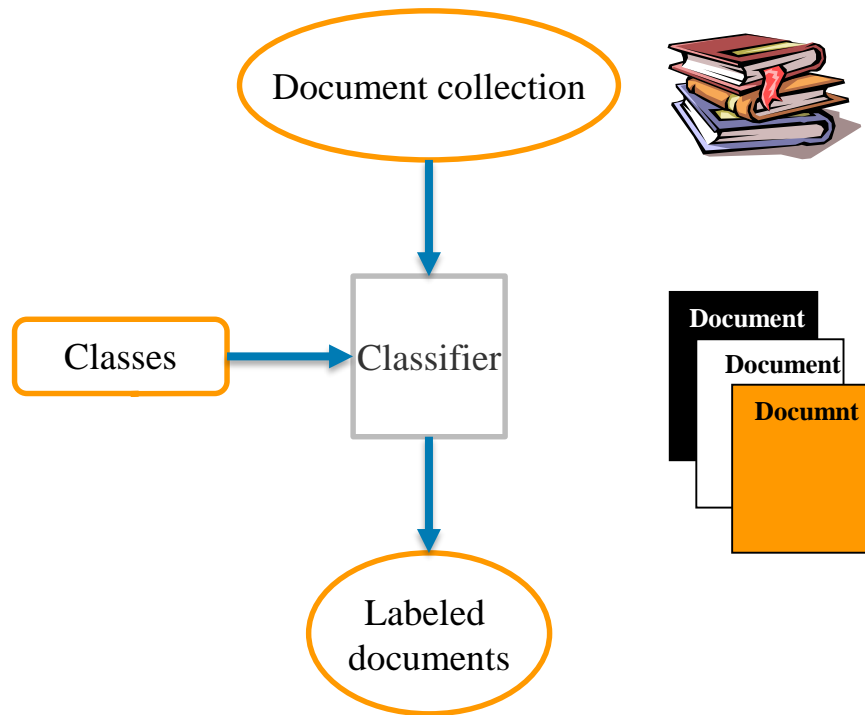 Document collection
Document
Classes
Classifier
Document
Documnt
Labeled
documents